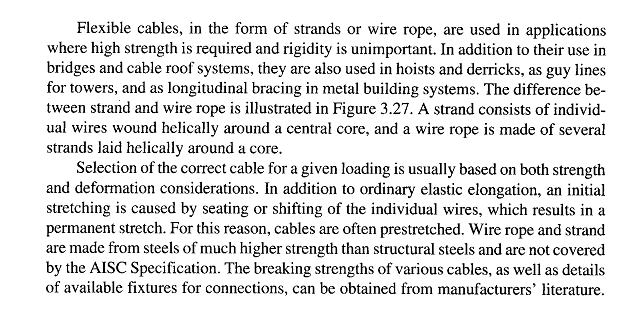 Flexible cables, in the form of strands or wire rope, are used in applications
where high strength is required and rigidity is unimportant. In addition to their use in
bridges and cable roof systems, they are also used in hoists and derricks, as guy lines
for towers, and as longitudinal bracing in metal building systems. The difference be-
tween strand and wire rope is illustrated in Figure 3.27. A strand consists of individ-
ual wires wound helically around a central core, and a wire rope is made of several
strands laid helically around a core.
Selection of the correct cable for a given loading is usually based on both strength
and deformation considerations. In addition to ordinary elastic elongation, an initial
stretching is caused by seating or shifting of the individual wires, which results in a
permanent stretch. For this reason, cables are often prestretched. Wire rope and strand
are made from steels of much higher strength than structural steels and are not covered
by the AISC Specification. The breaking strengths of various cables, as well as details
of available fixtures for connections, can be obtained from manufacturers’ literature.